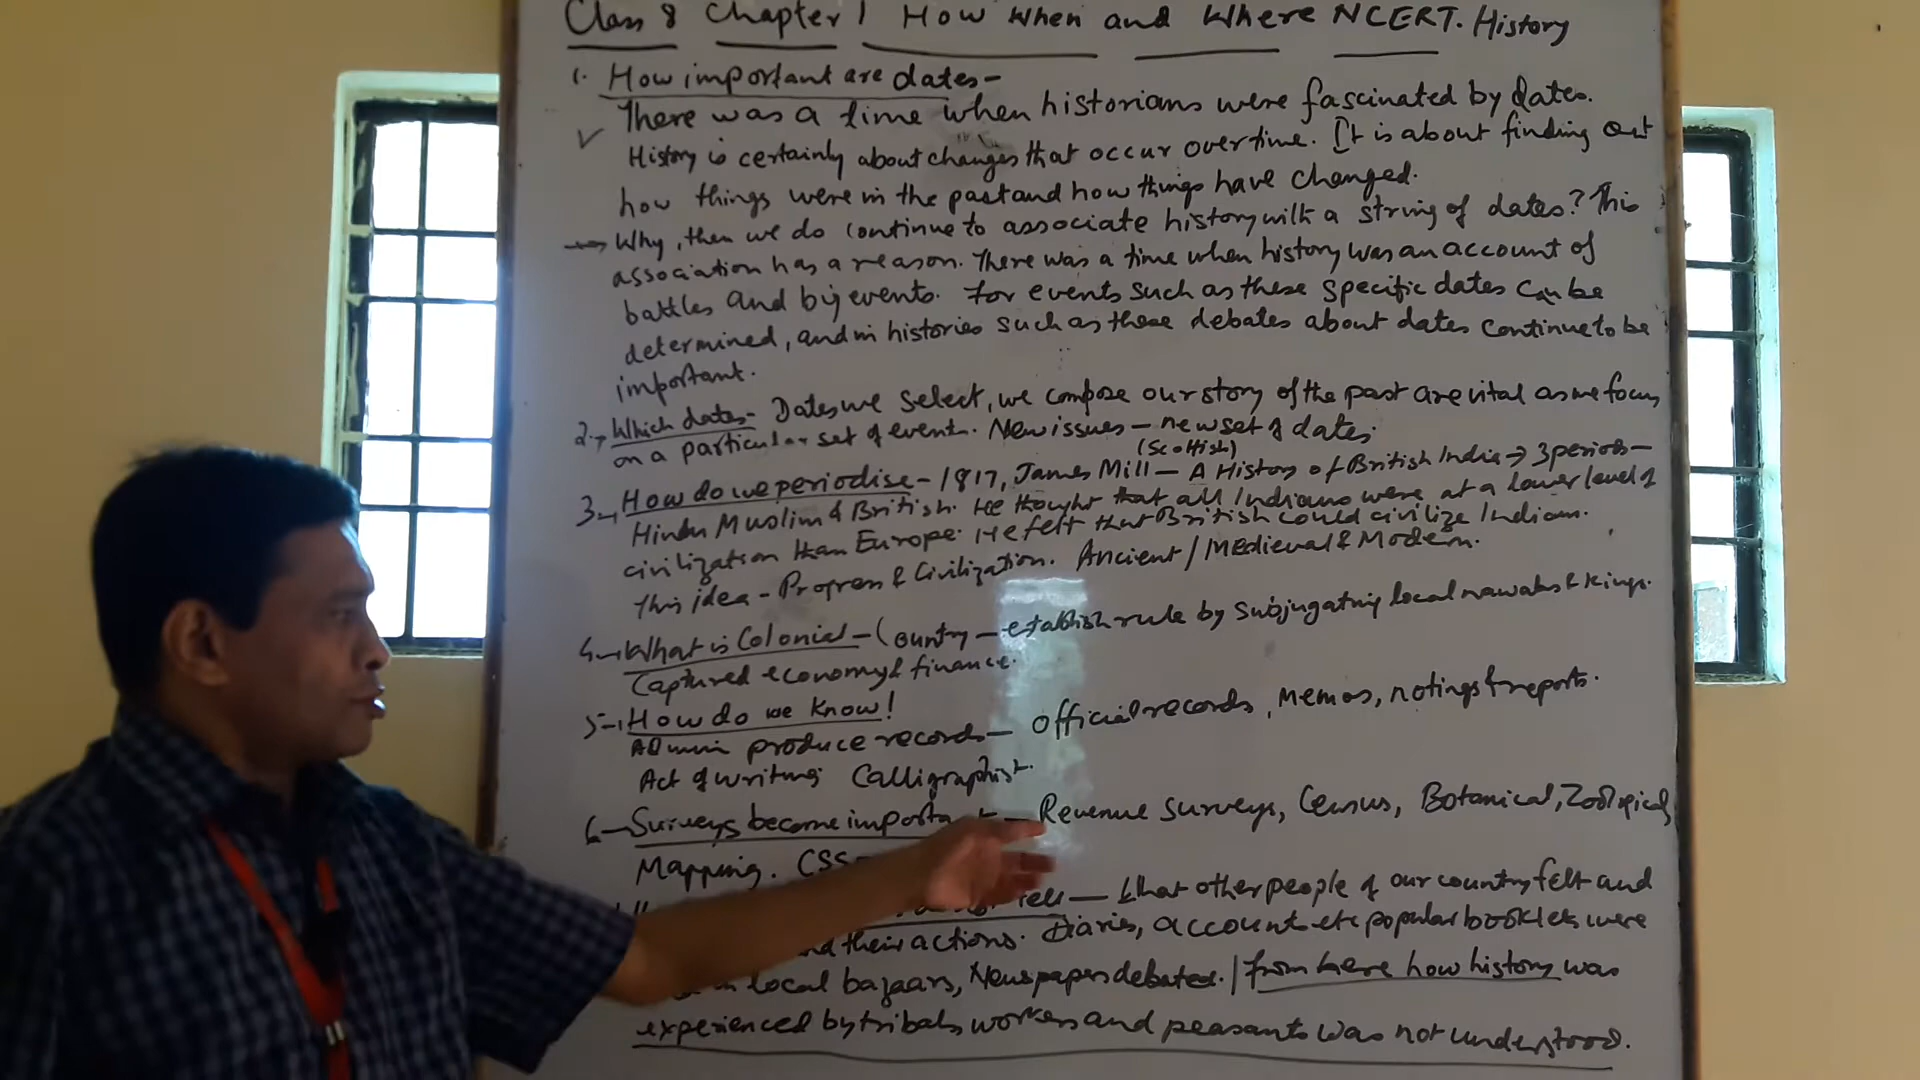 Class 8 Chapter 1 How When and Where NCERT. History
1. How important are dates-
There was a time when historians were fascinated by dates.
History is certainly about changes that occur over time. It is about finding out
how things were in the past and how things have changed.
→ Why, then we do continue to associate history with a string of dates? This
association has a reason. There was a time when history was an account of
battles and big events. For events such as these specific dates can be
determined, and in histories such as these debates about dates continue to be
important.
2 → Which dates - Dates we select, we compose our story of the past are vital as we focus
on a particular set of events. New issues - new set of dates.
(Scottish)
3 → How do we periodise - 1817, James Mill - A History of British India → 3 periods -
Hindu Muslim & British. He thought that all Indians were at a lower level of
civilization than Europe. He felt that British could civilize Indians.
This idea - Progress & Civilization. Ancient / Medieval & Modern.
4 → What is Colonial - Country - establish rule by subjugating local nawabs & kings.
Captured economy & finance.
5 → How do we know!
Admin produce records - official records, memos, notings & reports.
Act of writing Calligraphist.
6 - Surveys become - Revenue surveys, Census, Botanical, Zoological
Mapping.
- What other people of our country felt and
their actions. Diaries, account etc popular booklets were
local bazaars, Newspapers debated. / from here how history was
experienced by tribals workers and peasants was not understood.